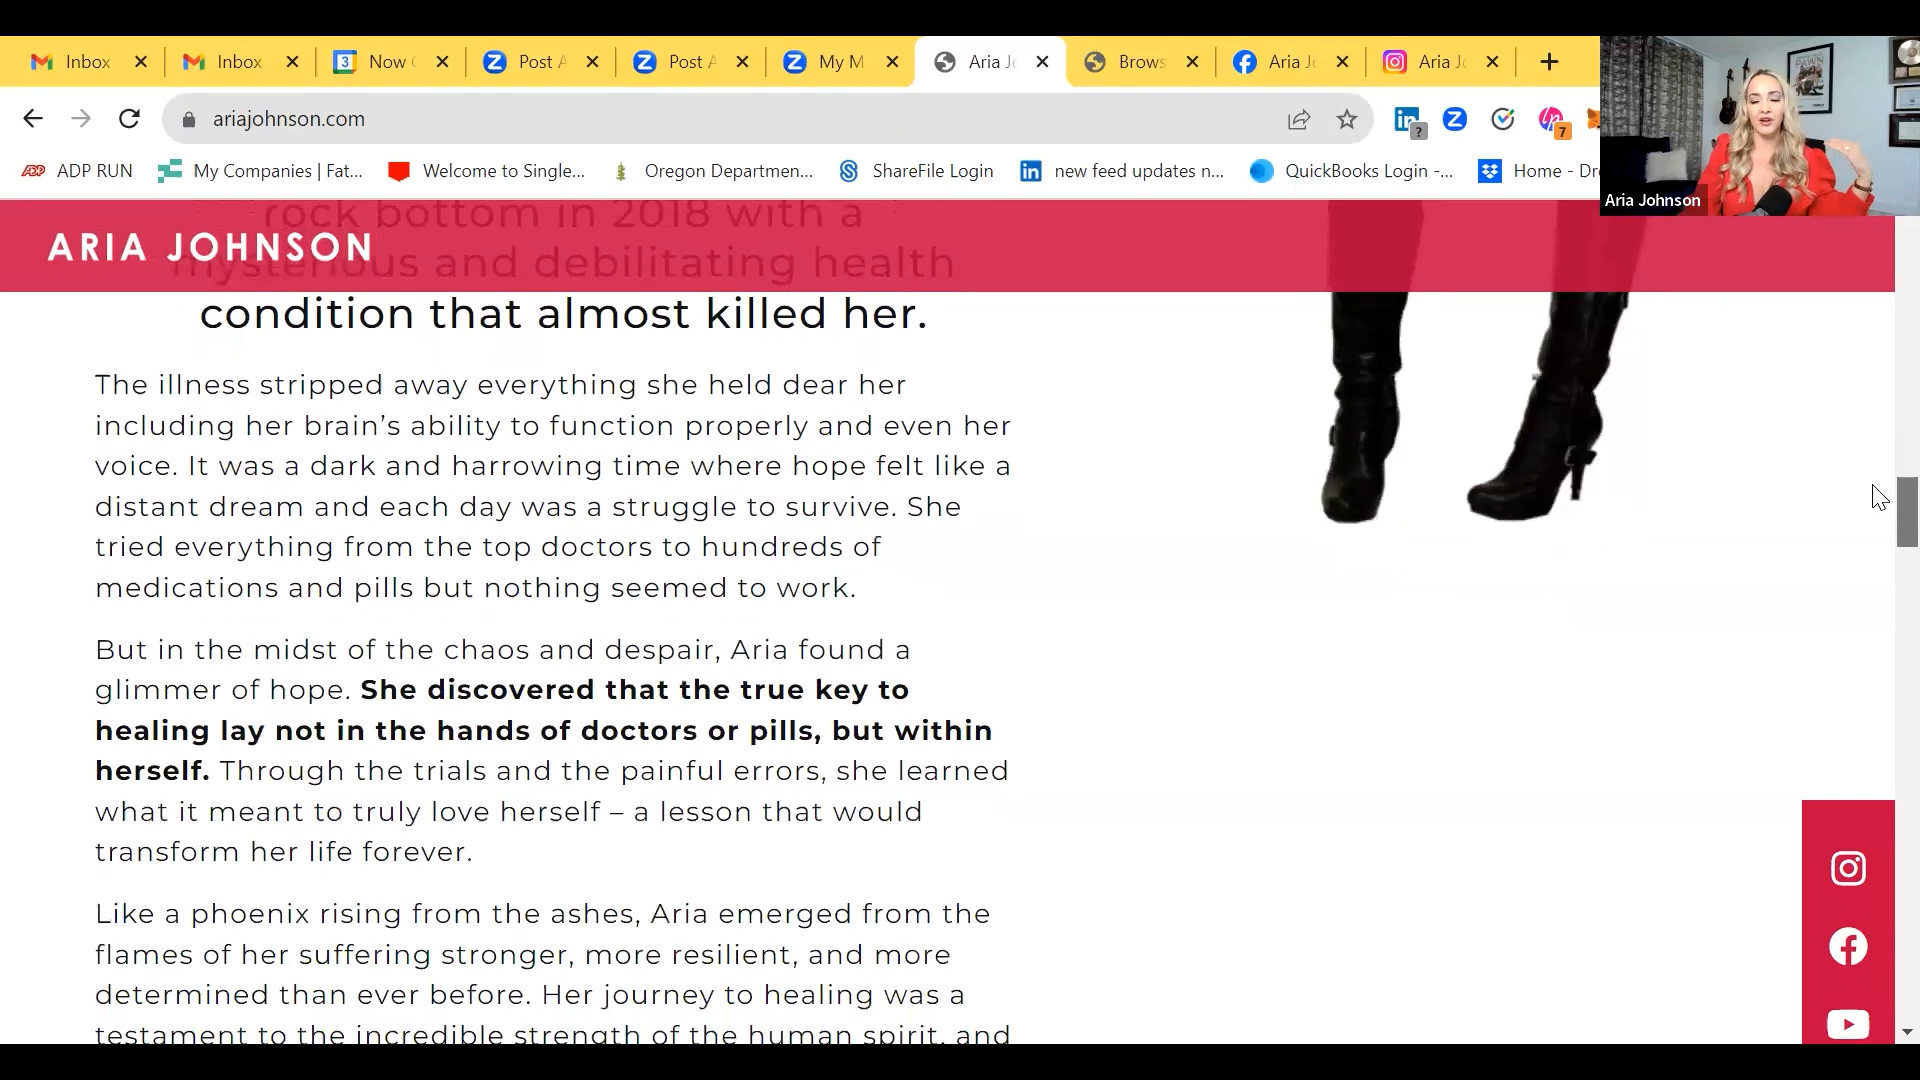 Inbox
Inbox
Now
Post A
Post A
My M
Aria Jo
Brows
Aria Jo
Aria Jo
ariajohnson.com
7
ADP RUN
My Companies | Fat...
Welcome to Single...
Oregon Departmen...
ShareFile Login
new feed updates n...
QuickBooks Login -...
Home - Dr
PAWN
Aria Johnson
rock bottom in 2018 with a
ARIA JOHNSON
mysterious and debilitating health
condition that almost killed her.
The illness stripped away everything she held dear her
including her brain’s ability to function properly and even her
voice. It was a dark and harrowing time where hope felt like a
distant dream and each day was a struggle to survive. She
tried everything from the top doctors to hundreds of
medications and pills but nothing seemed to work.
But in the midst of the chaos and despair, Aria found a
glimmer of hope. She discovered that the true key to
healing lay not in the hands of doctors or pills, but within
herself. Through the trials and the painful errors, she learned
what it meant to truly love herself – a lesson that would
transform her life forever.
Like a phoenix rising from the ashes, Aria emerged from the
flames of her suffering stronger, more resilient, and more
determined than ever before. Her journey to healing was a
testament to the incredible strength of the human spirit, and